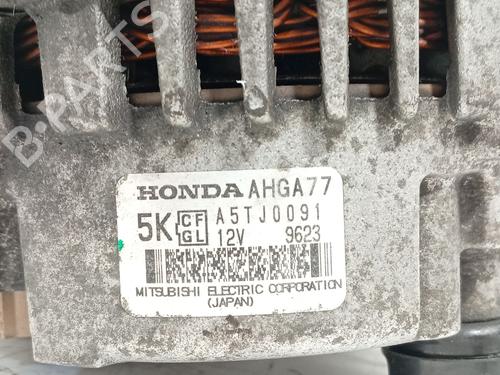 HONDA AHGA77
5K CF GL A5TJ0091
12V 9623
MITSUBISHI ELECTRIC CORPORATION
(JAPAN)
B-PARTS